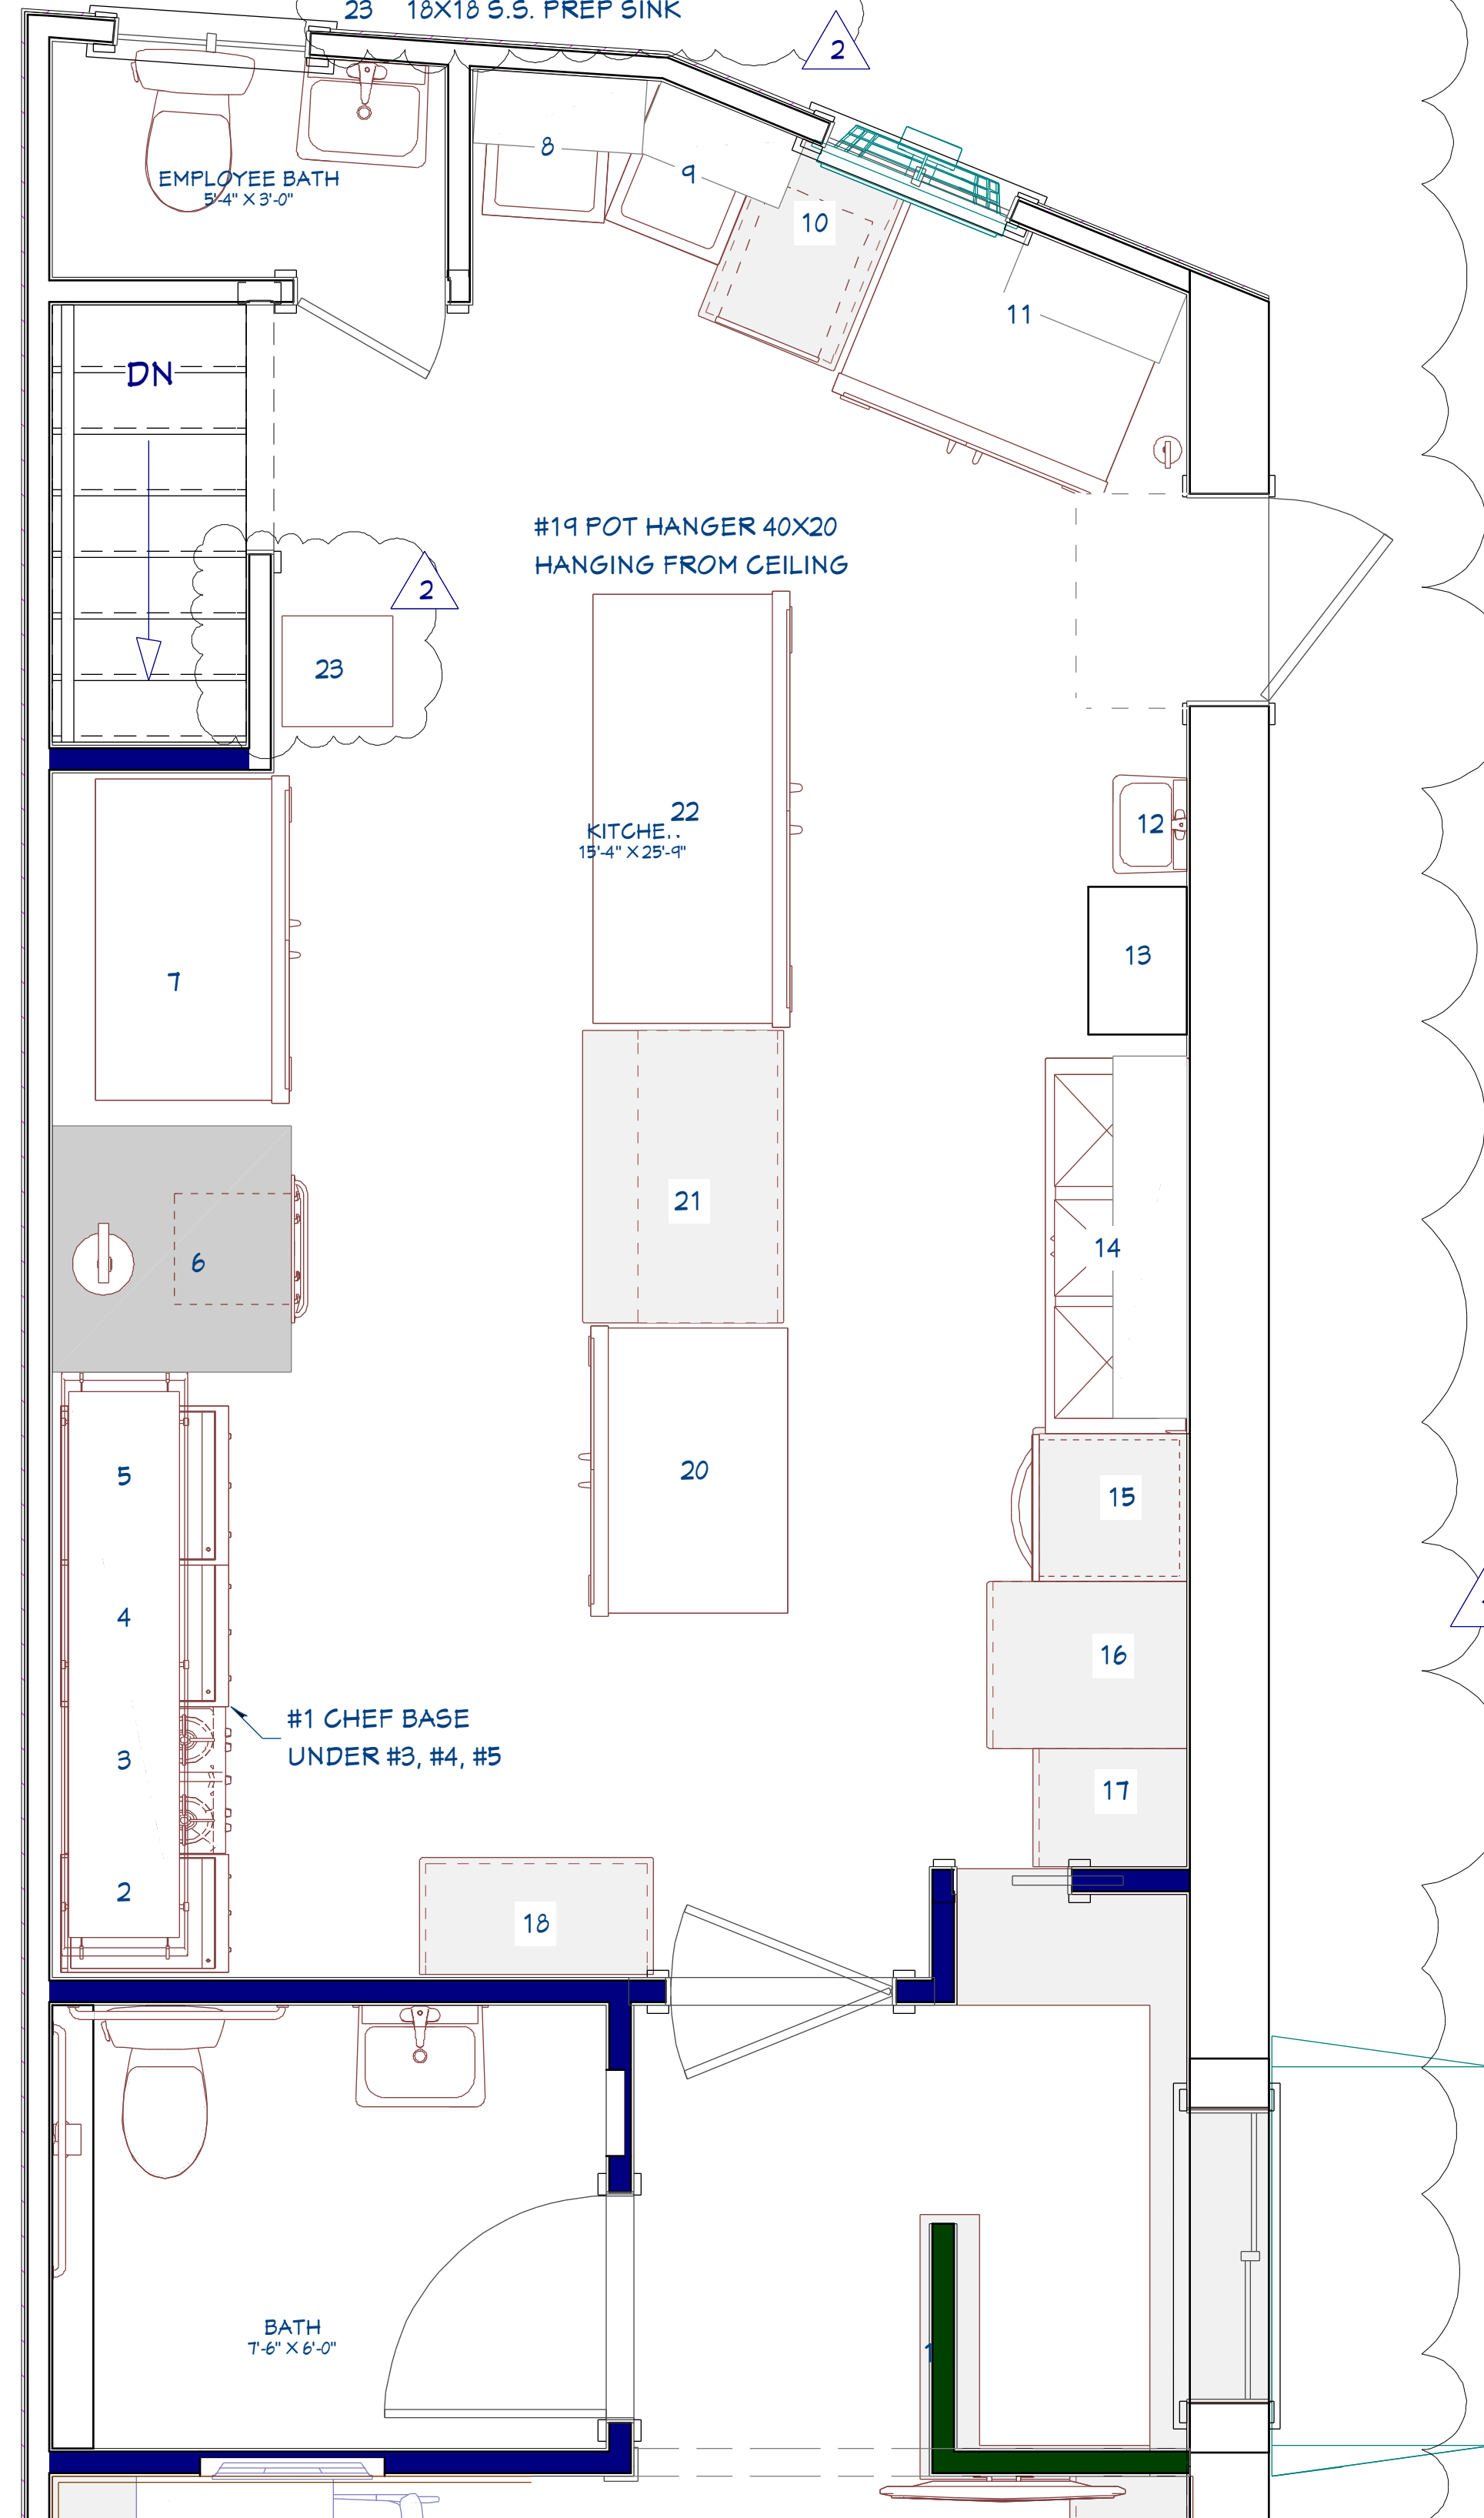 23 18X18 S.S. PREP SINK
2
EMPLOYEE BATH
5'-4" X 3'-0"
8
9
10
11
DN
#19 POT HANGER 40X20
HANGING FROM CEILING
2
23
22
KITCHE
15'-4" X 25'-9"
12
13
7
21
6
14
5
20
15
4
16
#1 CHEF BASE
UNDER #3, #4, #5
3
17
2
18
BATH
7'-6" X 6'-0"
1